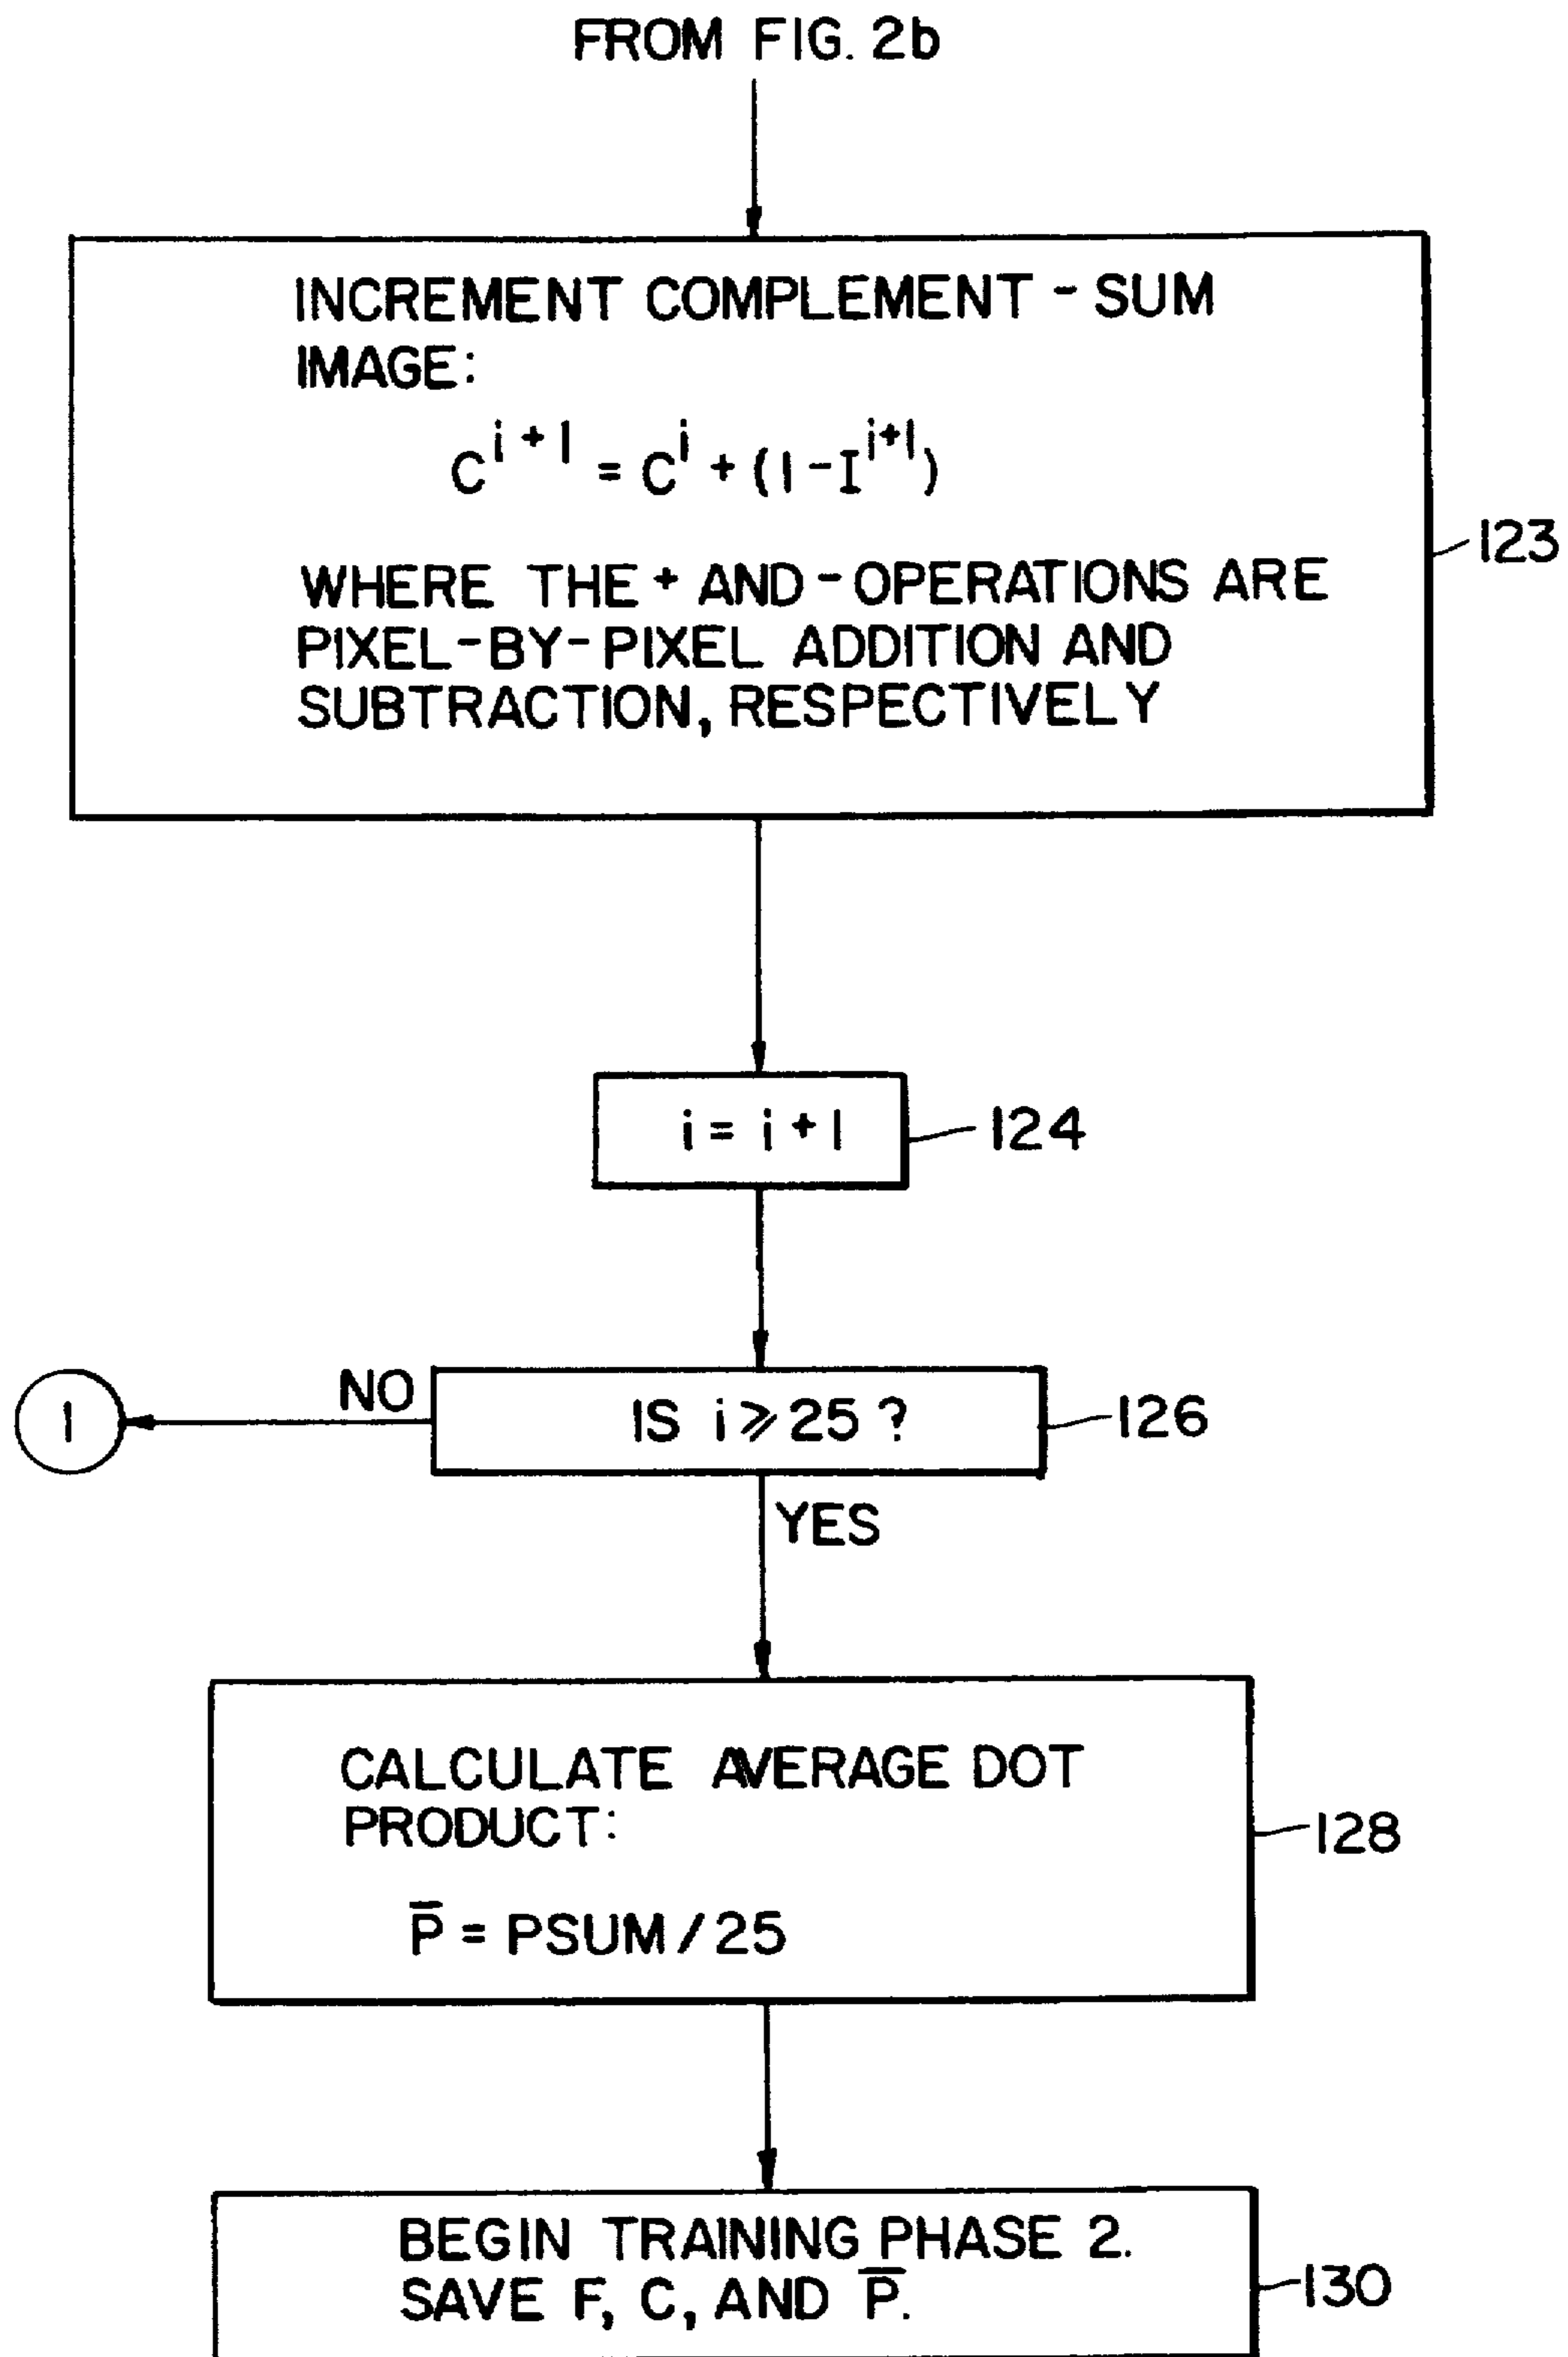 FROM FIG. 2b
INCREMENT COMPLEMENT - SUM
IMAGE:
C^{i+1} = C^{i} + (1-I^{i+1})
WHERE THE + AND - OPERATIONS ARE
PIXEL-BY-PIXEL ADDITION AND
SUBTRACTION, RESPECTIVELY
123
i = i + 1
124
NO
1
IS i ⩾ 25 ?
126
YES
CALCULATE AVERAGE DOT
PRODUCT:
P̅ = PSUM / 25
128
BEGIN TRAINING PHASE 2.
SAVE F, C, AND P̅.
130